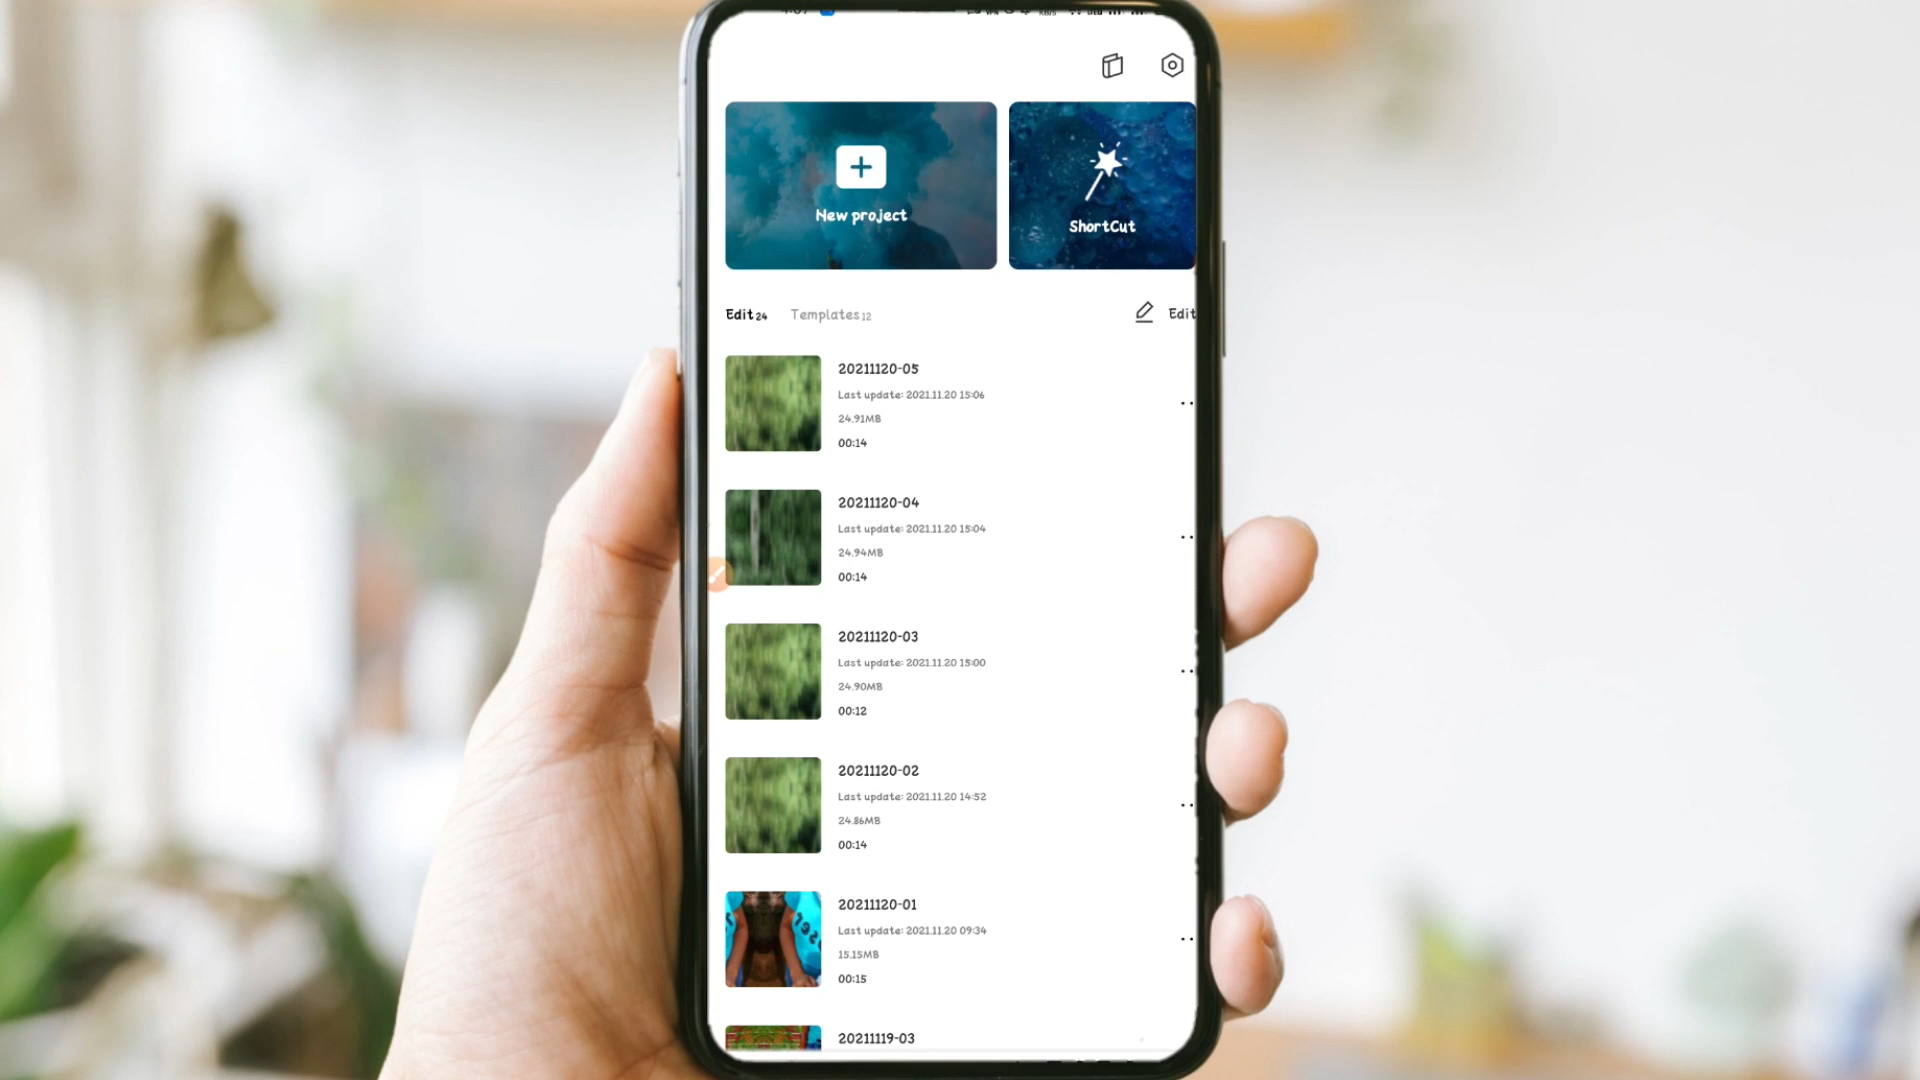 New project
ShortCut
Edit 24 Templates 12 Edit
20211120-05
Last update: 2021.11.20 15:06
24.91MB
00:14
20211120-04
Last update: 2021.11.20 15:04
24.94MB
00:14
20211120-03
Last update: 2021.11.20 15:00
24.90MB
00:12
20211120-02
Last update: 2021.11.20 14:52
24.86MB
00:14
20211120-01
Last update: 2021.11.20 09:34
15.15MB
00:15
20211119-03